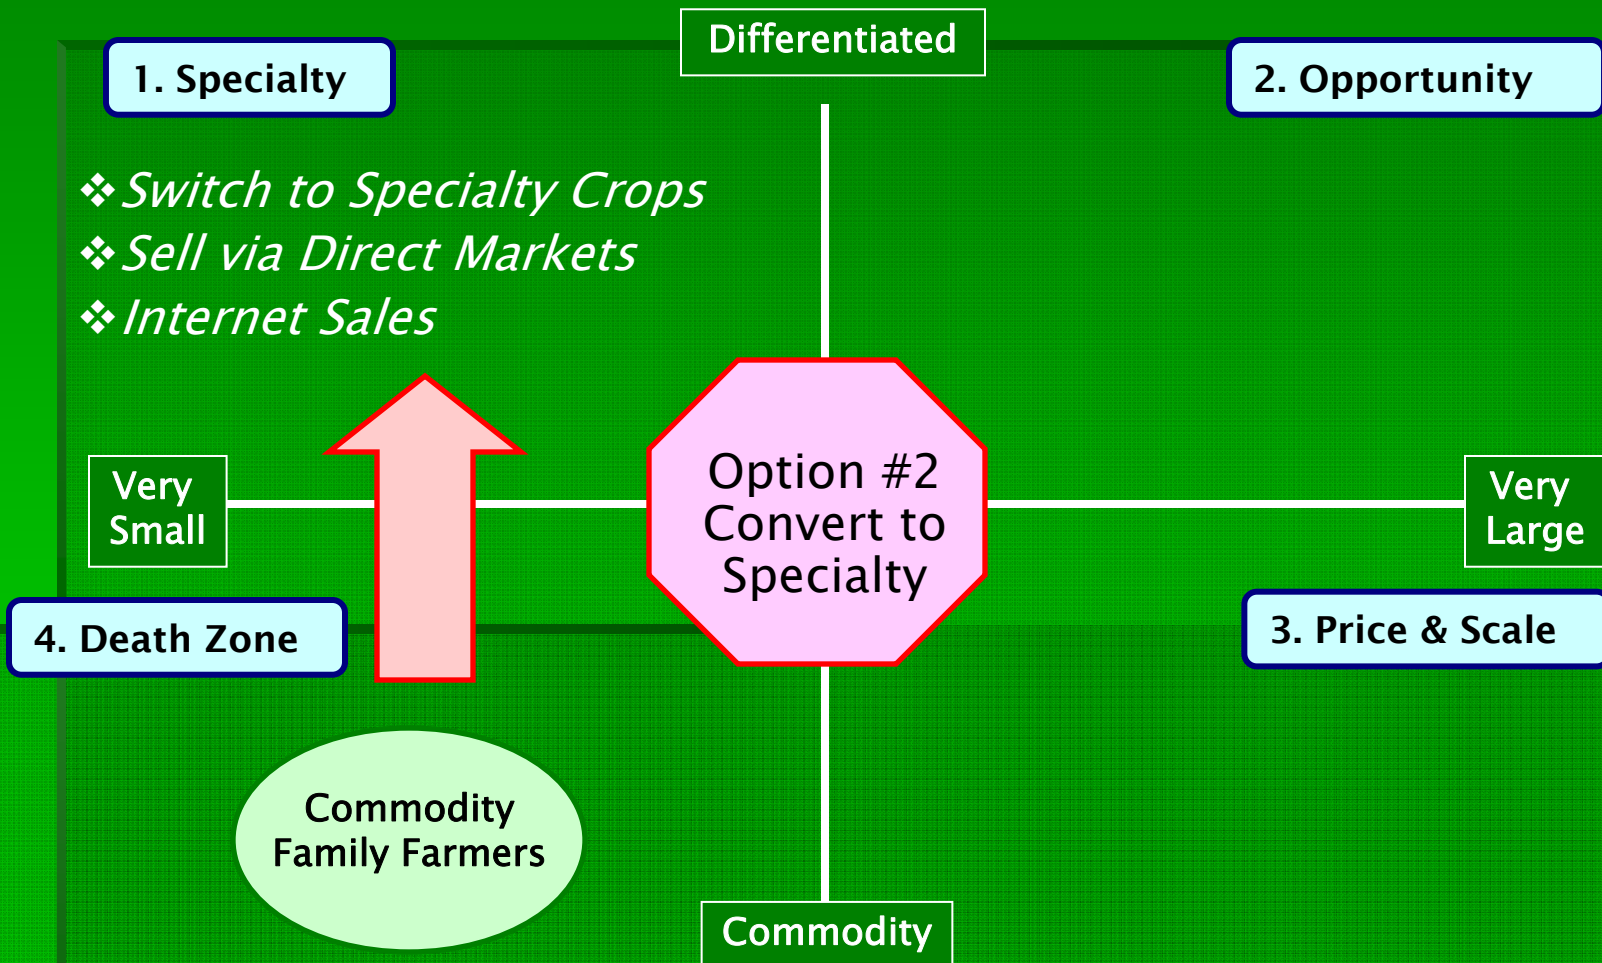 Differentiated
1. Specialty
2. Opportunity
❖Switch to Specialty Crops
❖Sell via Direct Markets
❖Internet Sales
Very
Small
Option #2
Convert to
Specialty
Very
Large
4. Death Zone
3. Price & Scale
Commodity
Family Farmers
Commodity